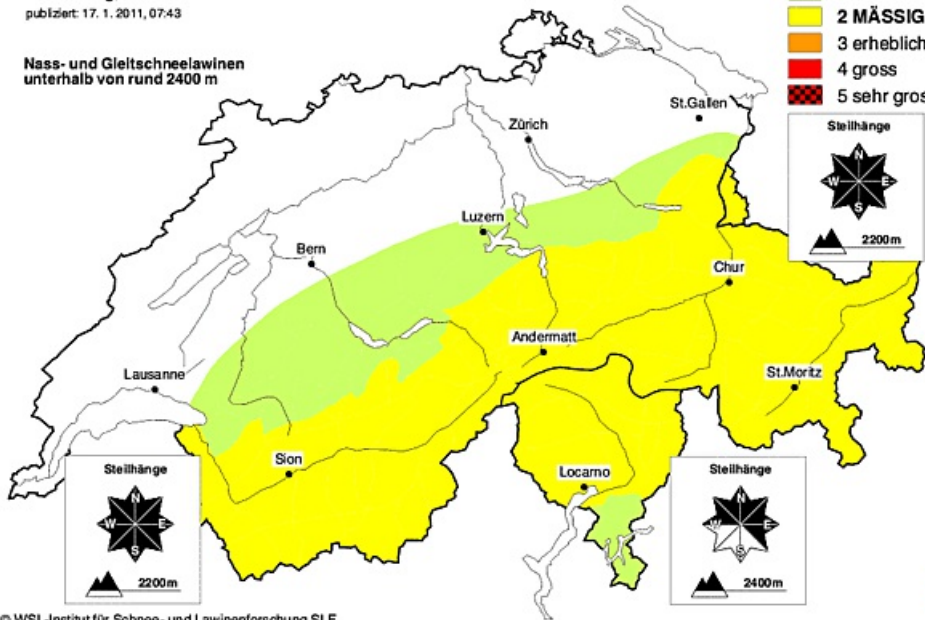 publiziert: 17. 1. 2011, 07:43
Nass- und Gleitschneelawinen
unterhalb von rund 2400 m
2 MÄSSIG
3 erheblich
4 gross
5 sehr gros
St.Gallen
Zürich
Steilhänge
N
W E
S
2200m
Luzern
Bern
Chur
Andermatt
Lausanne
St.Moritz
Sion
Locarno
Steilhänge
N
W E
S
2200m
Steilhänge
N
W E
S
2400m
© WSL-Institut für Schnee- und Lawinenforschung SLF